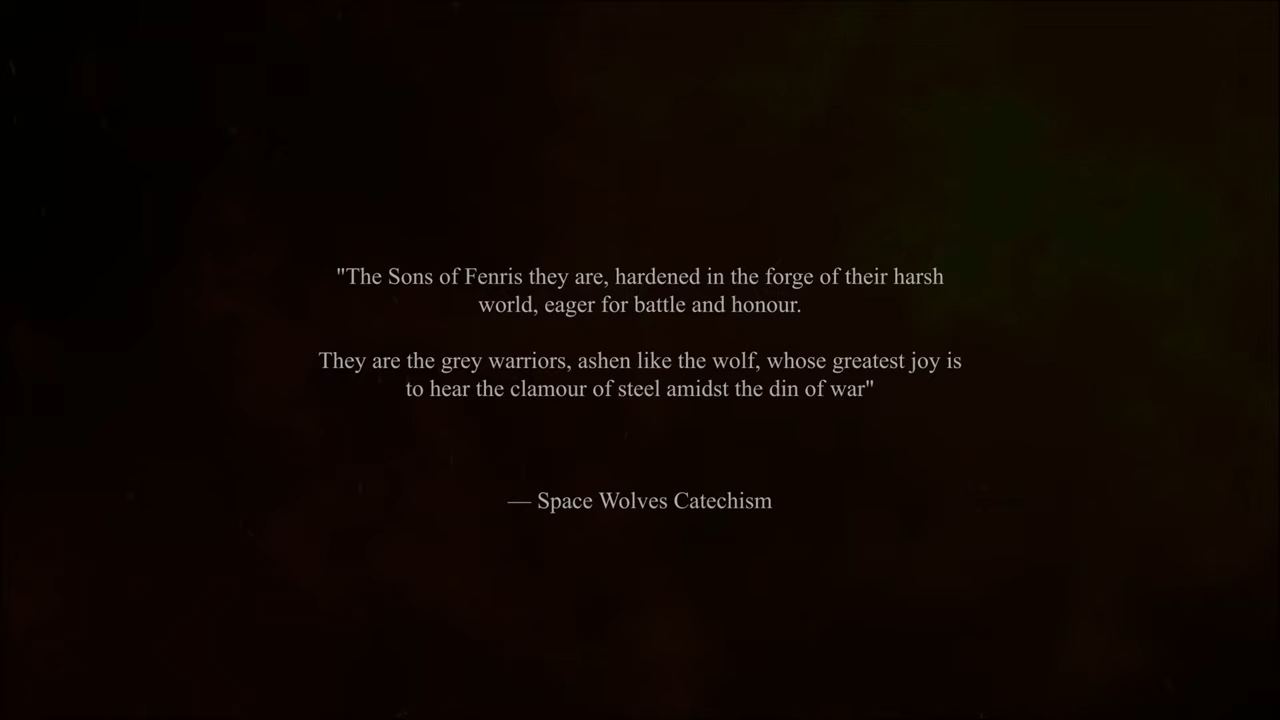 "The Sons of Fenris they are, hardened in the forge of their harsh
world, eager for battle and honour.
They are the grey warriors, ashen like the wolf, whose greatest joy is
to hear the clamour of steel amidst the din of war"
— Space Wolves Catechism